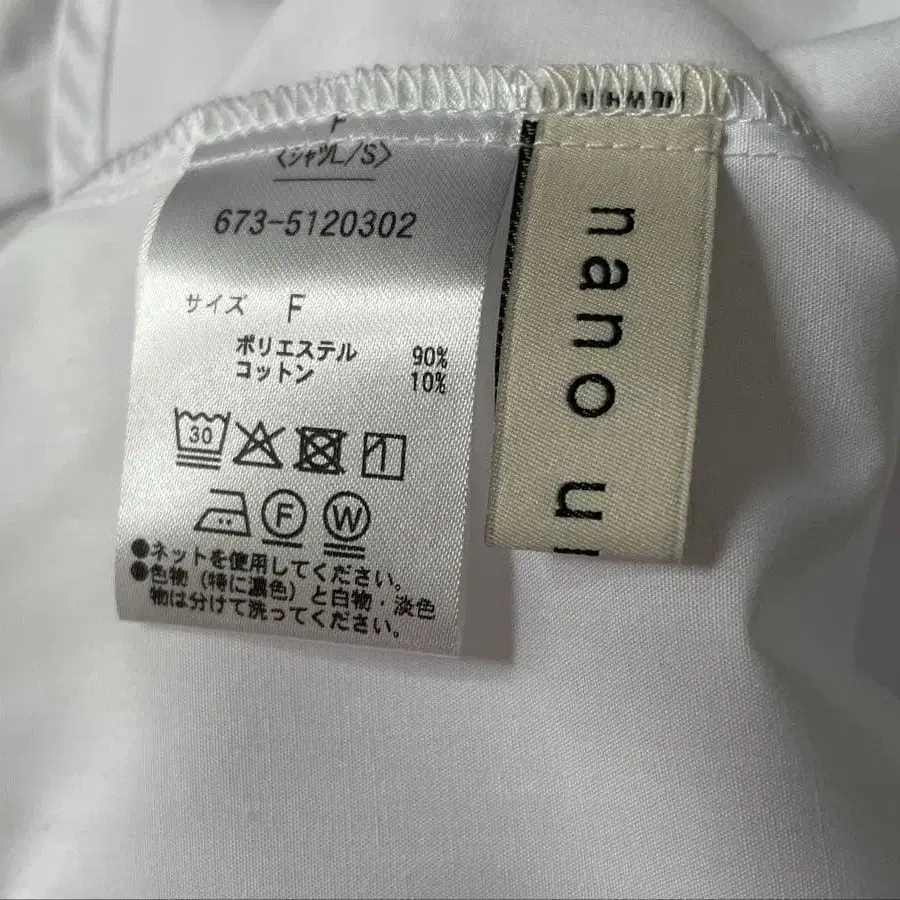 F
〈シャツL/S〉
673-5120302
サイズ F
ポリエステル 90%
コットン 10%
30
F W
●ネットを使用してください。
●色物（特に濃色）と白物・淡色
物は分けて洗ってください。
nano